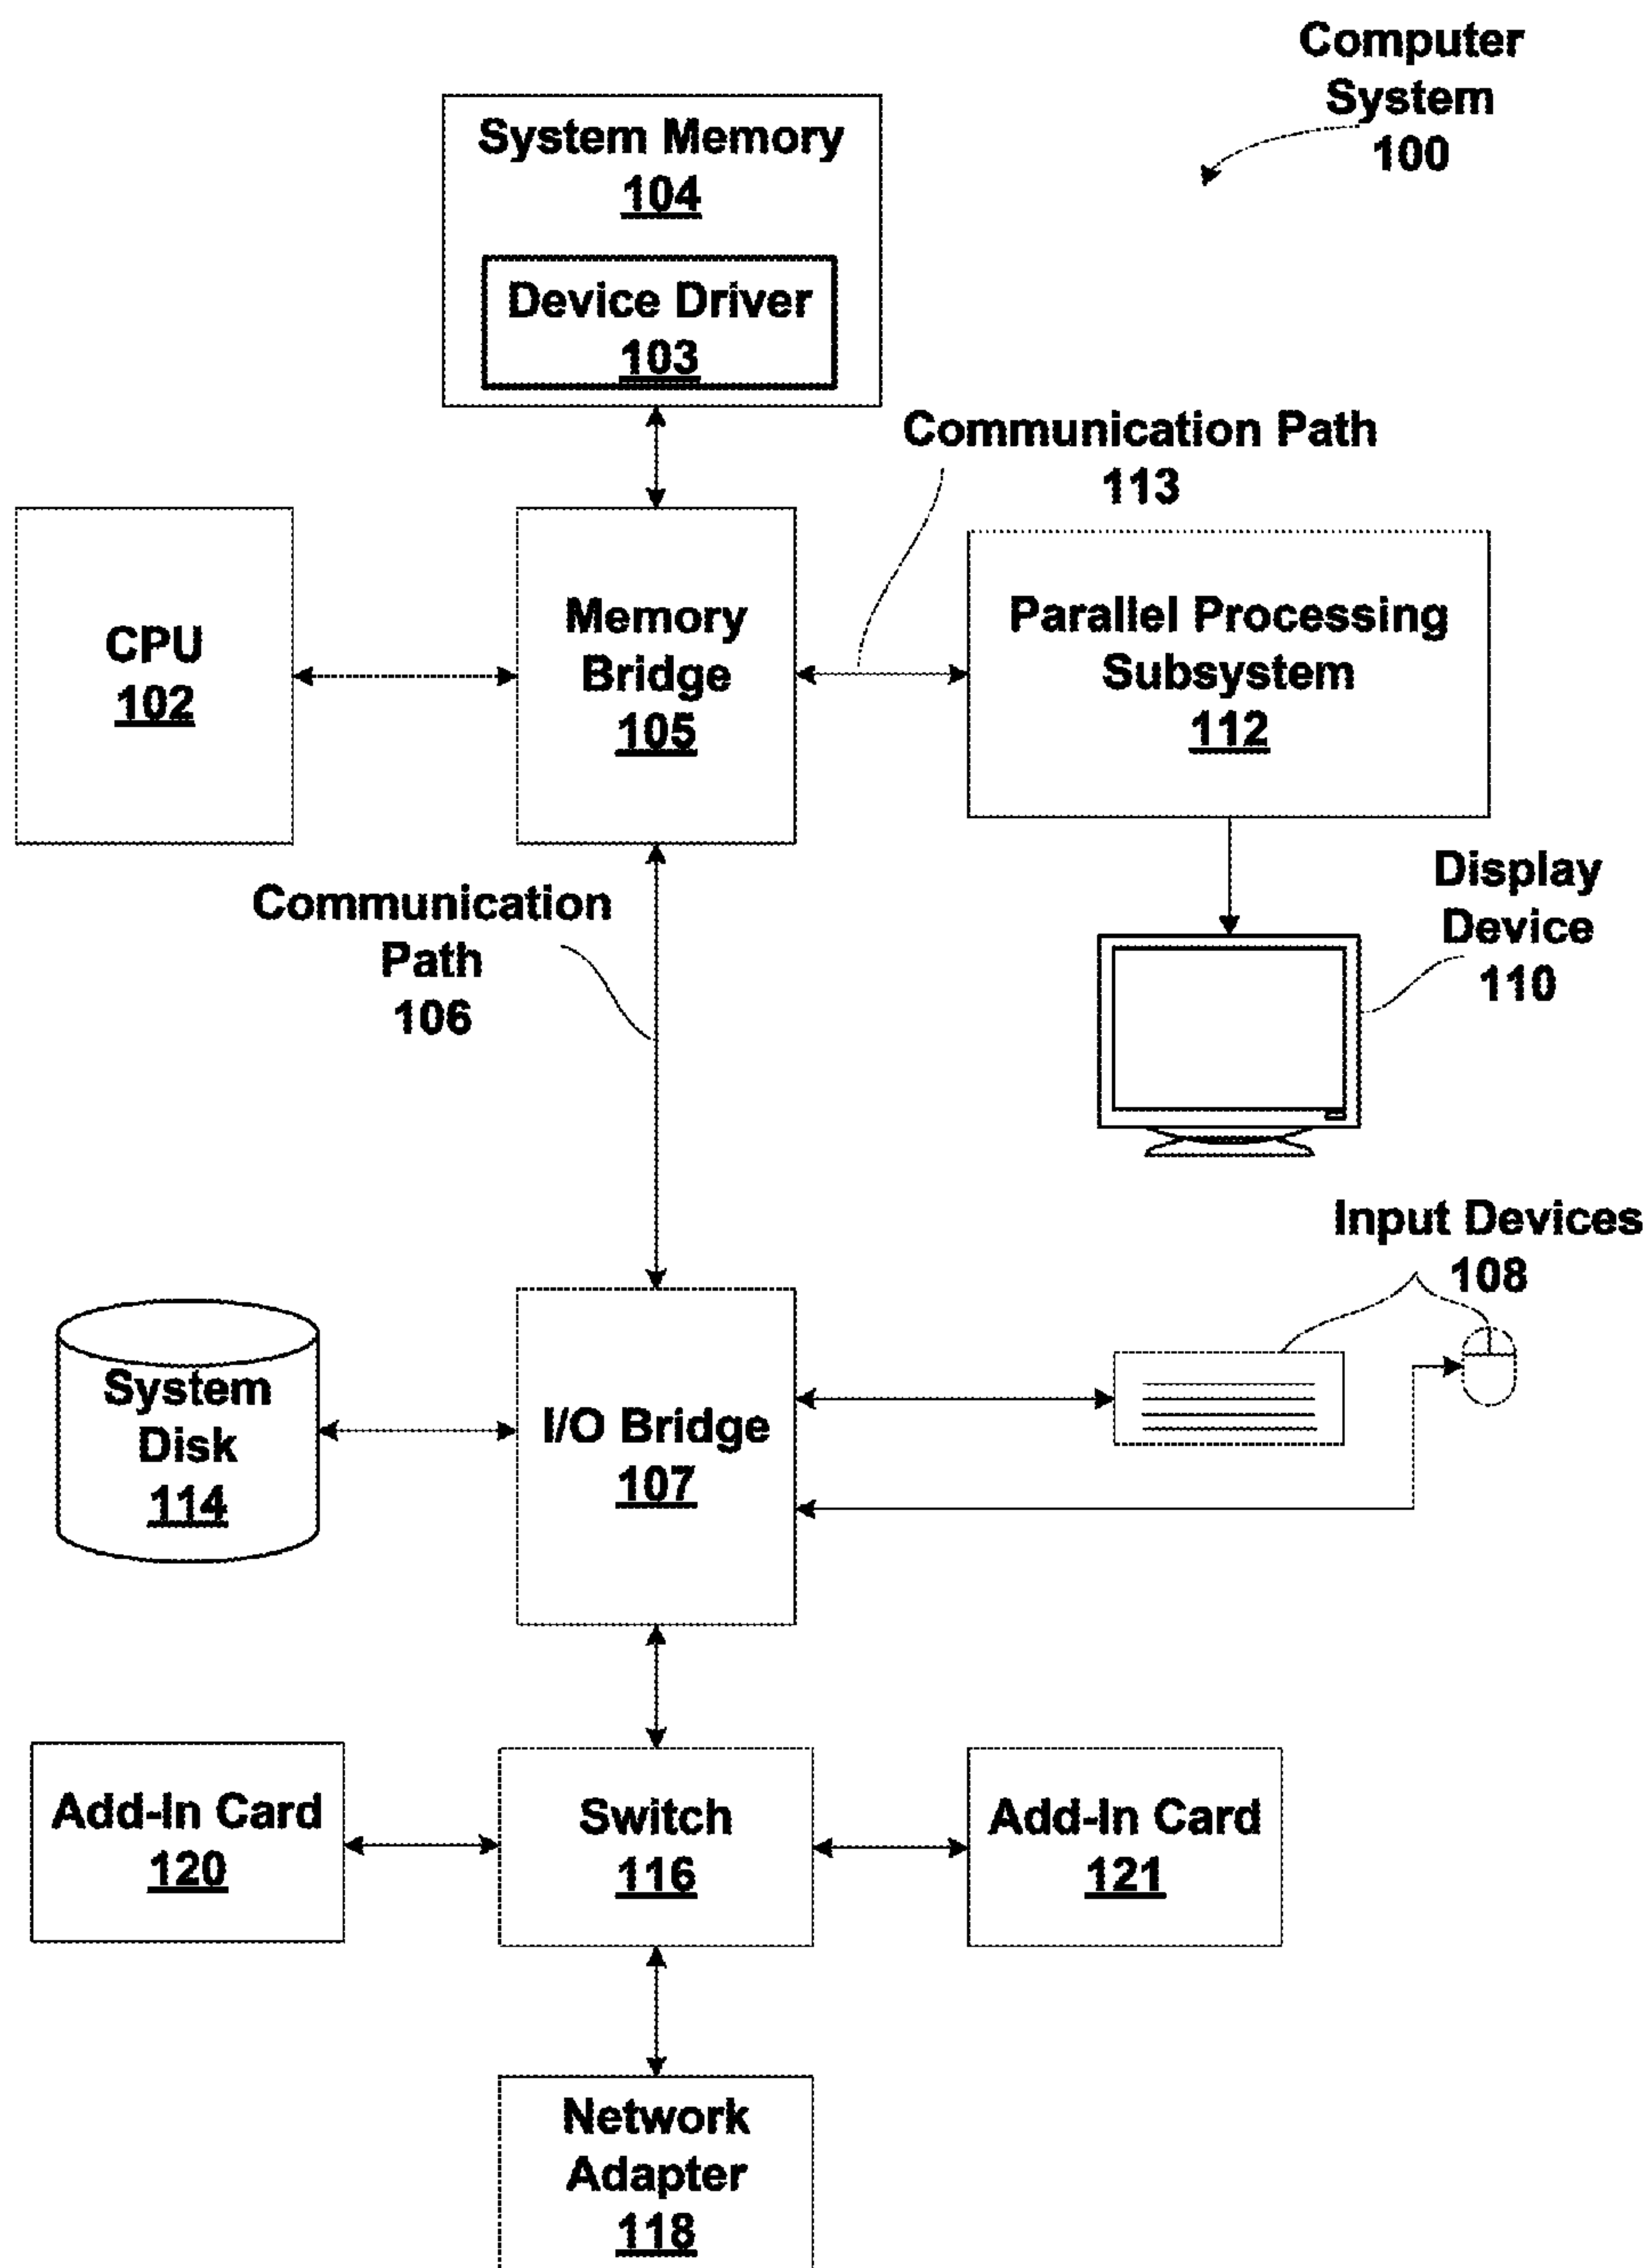 Computer
System
100
System Memory
104
Device Driver
103
Communication Path
113
CPU
102
Memory
Bridge
105
Parallel Processing
Subsystem
112
Communication
Path
106
Display
Device
110
Input Devices
108
System
Disk
114
I/O Bridge
107
Add-In Card
120
Switch
116
Add-In Card
121
Network
Adapter
118